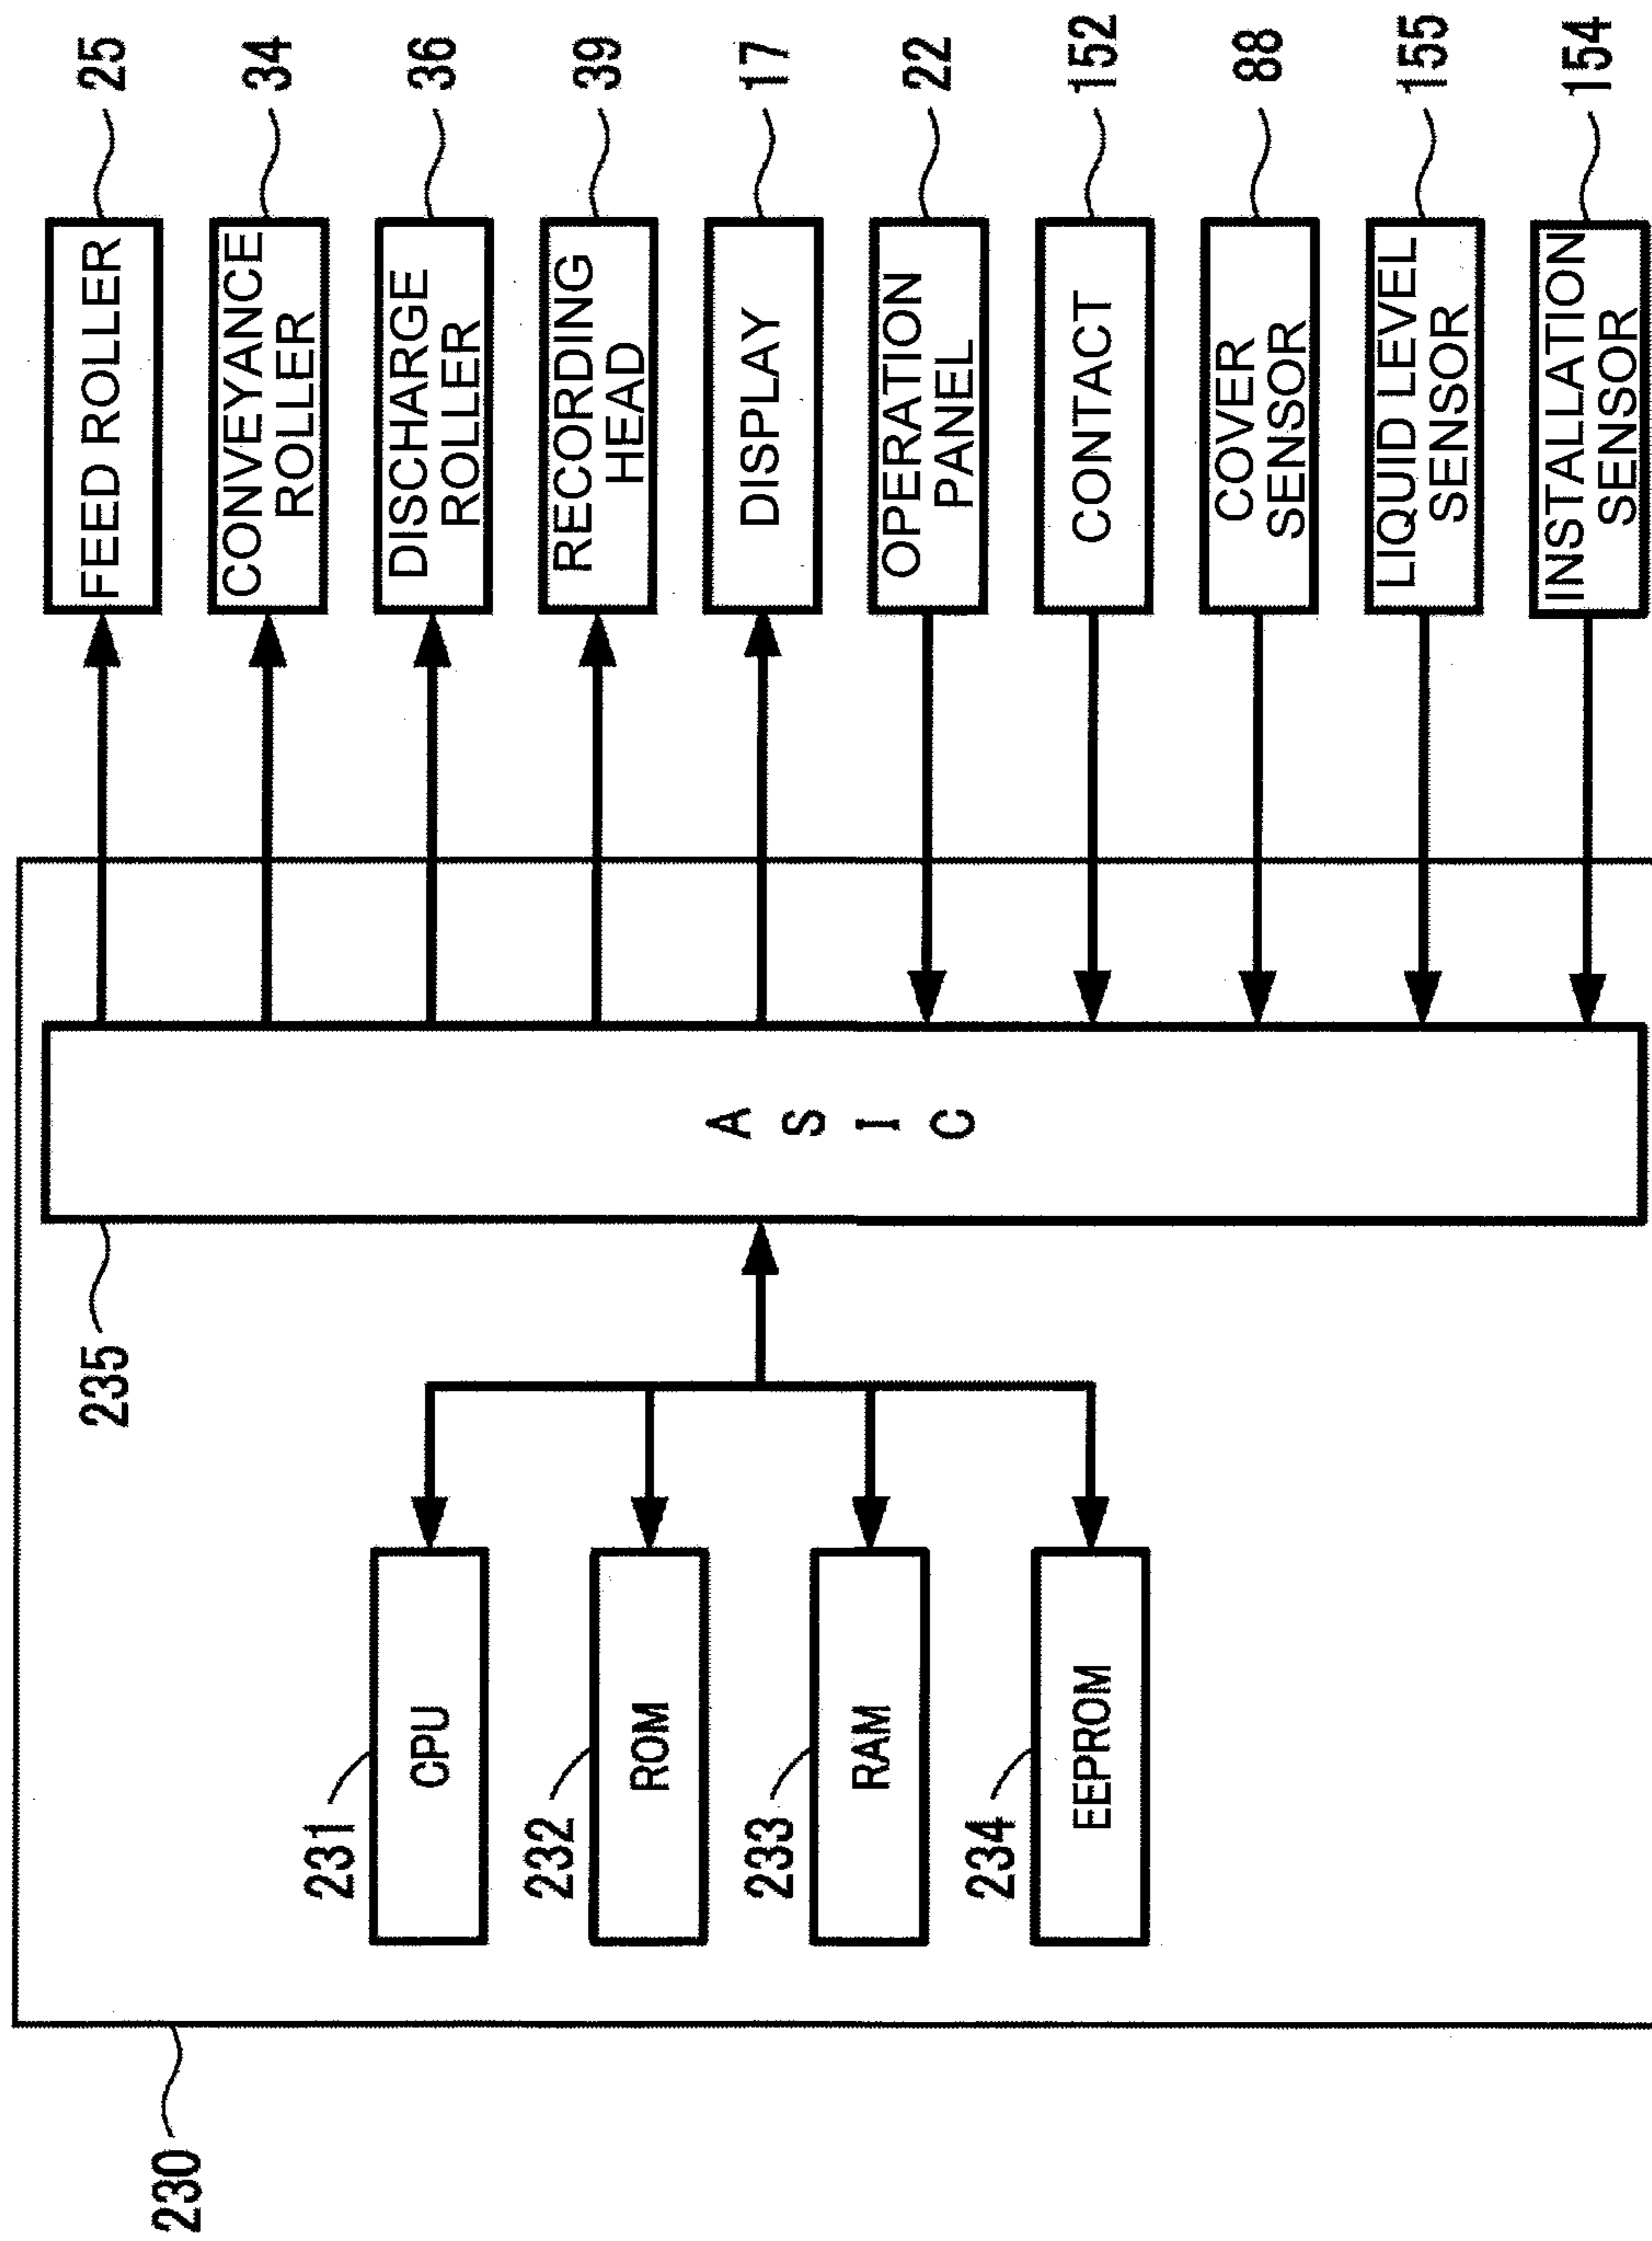 230
231
CPU
232
ROM
233
RAM
234
EEPROM
235
ASIC
FEED ROLLER
25
CONVEYANCE
ROLLER
34
DISCHARGE
ROLLER
36
RECORDING
HEAD
39
DISPLAY
17
OPERATION
PANEL
22
CONTACT
152
COVER
SENSOR
88
LIQUID LEVEL
SENSOR
155
INSTALLATION
SENSOR
154